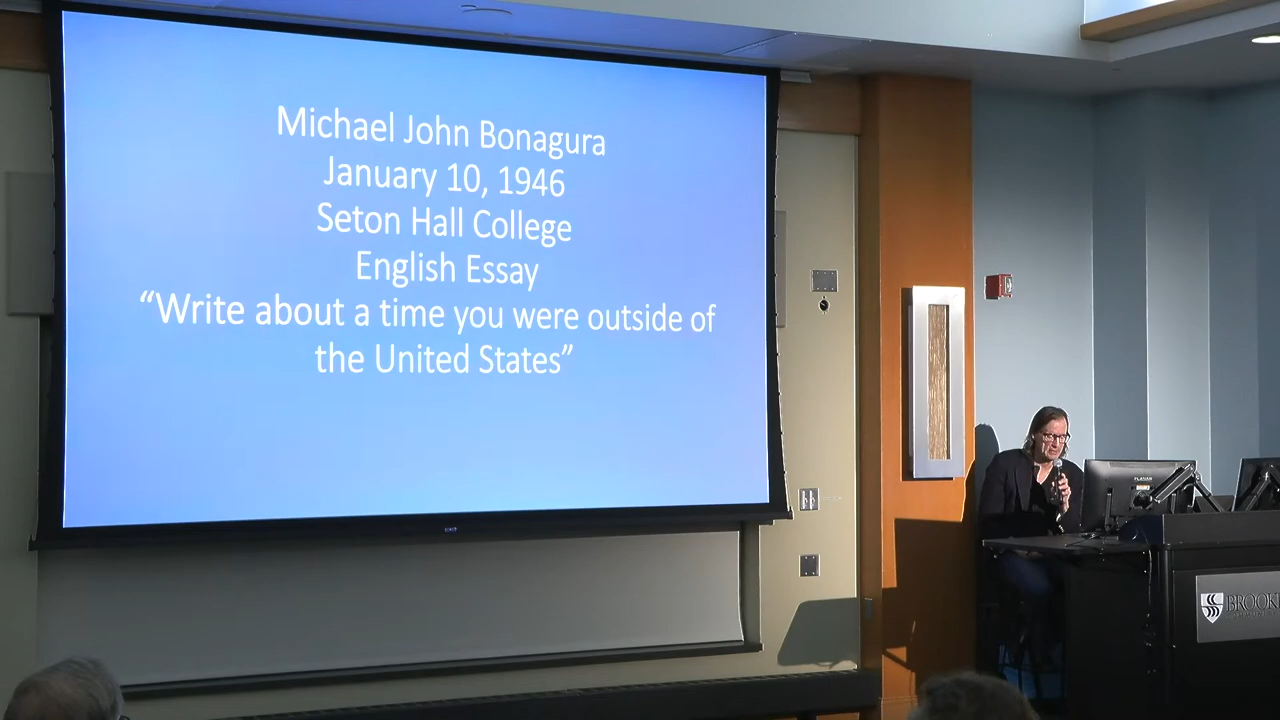 Michael John Bonagura
January 10, 1946
Seton Hall College
English Essay
“Write about a time you were outside of
the United States”
PLANAR